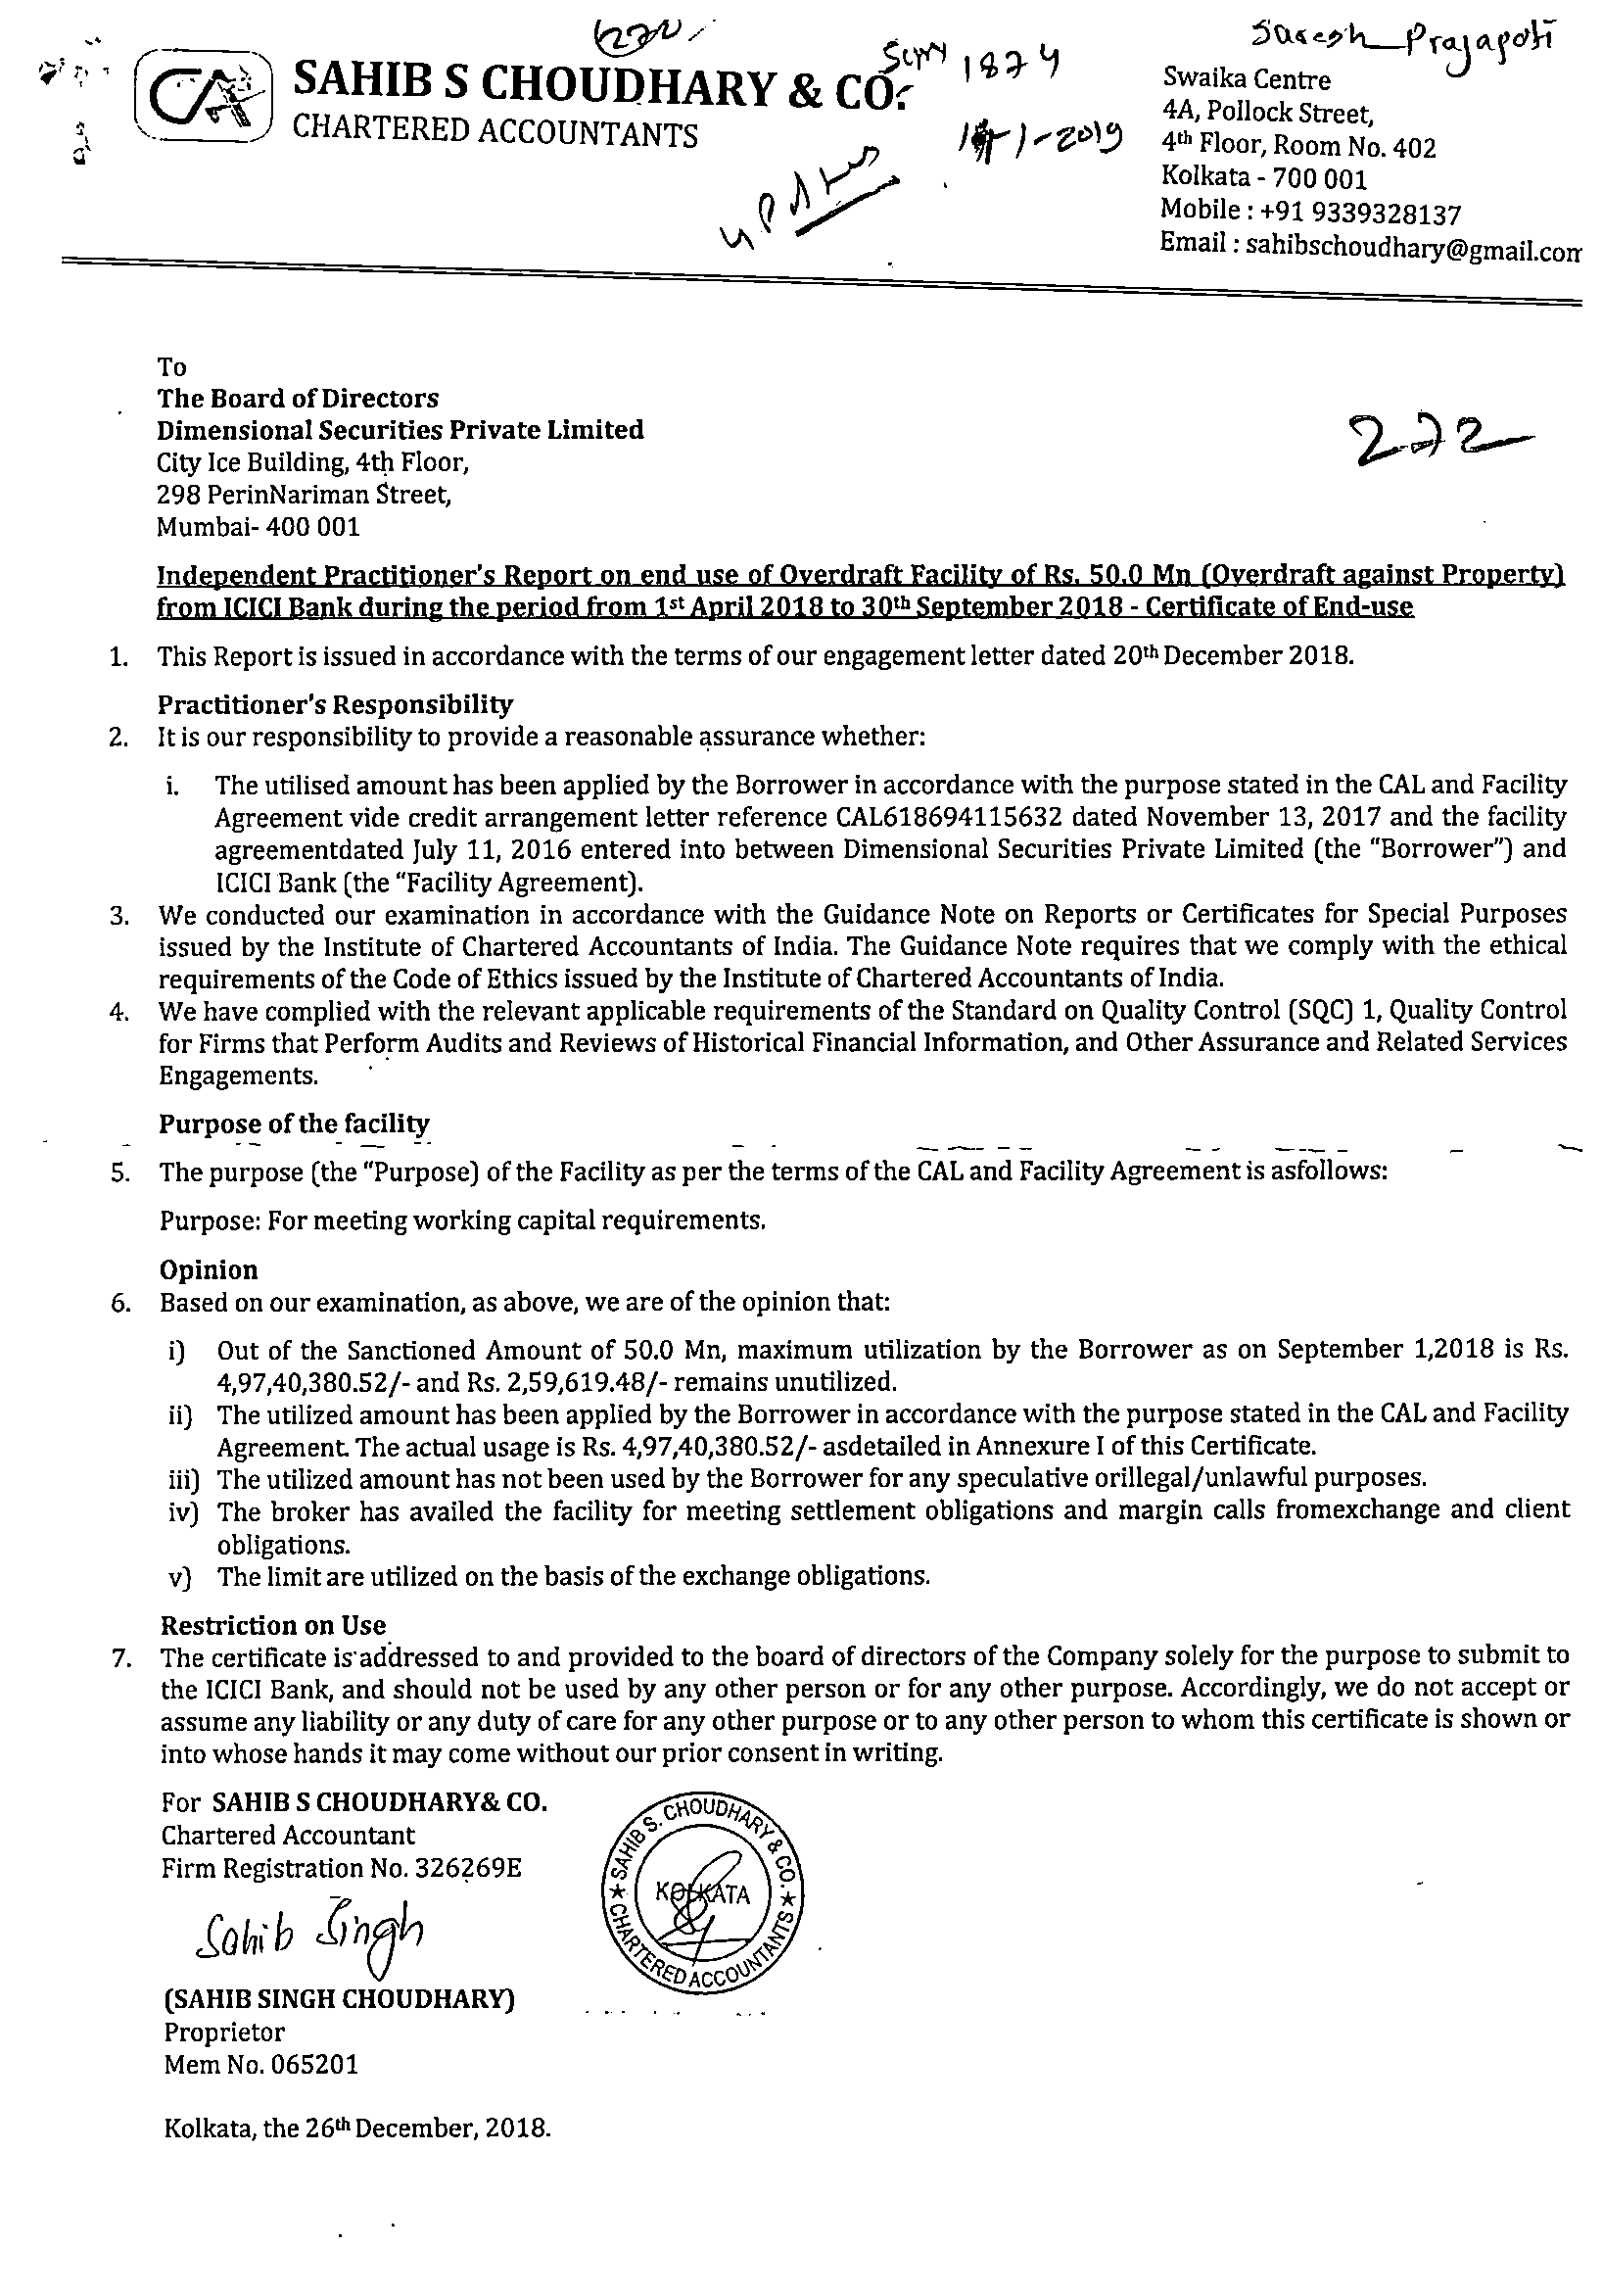 SAHIB S CHOUDHARY & CO.
CHARTERED ACCOUNTANTS
1874
1-2019
Prajapati
Swaika Centre
4A, Pollock Street,
4th Floor, Room No. 402
Kolkata - 700 001
Mobile : +91 9339328137
Email : sahibschoudhary@gmail.com
To
The Board of Directors
Dimensional Securities Private Limited
City Ice Building, 4th Floor,
298 PerinNariman Street,
Mumbai- 400 001
272
Independent Practitioner's Report on end use of Overdraft Facility of Rs. 50.0 Mn (Overdraft against Property)
from ICICI Bank during the period from 1st April 2018 to 30th September 2018 - Certificate of End-use
1. This Report is issued in accordance with the terms of our engagement letter dated 20th December 2018.
Practitioner's Responsibility
2. It is our responsibility to provide a reasonable assurance whether:
i. The utilised amount has been applied by the Borrower in accordance with the purpose stated in the CAL and Facility
Agreement vide credit arrangement letter reference CAL618694115632 dated November 13, 2017 and the facility
agreementdated July 11, 2016 entered into between Dimensional Securities Private Limited (the “Borrower”) and
ICICI Bank (the “Facility Agreement).
3. We conducted our examination in accordance with the Guidance Note on Reports or Certificates for Special Purposes
issued by the Institute of Chartered Accountants of India. The Guidance Note requires that we comply with the ethical
requirements of the Code of Ethics issued by the Institute of Chartered Accountants of India.
4. We have complied with the relevant applicable requirements of the Standard on Quality Control (SQC) 1, Quality Control
for Firms that Perform Audits and Reviews of Historical Financial Information, and Other Assurance and Related Services
Engagements.
Purpose of the facility
5. The purpose (the “Purpose) of the Facility as per the terms of the CAL and Facility Agreement is asfollows:
Purpose: For meeting working capital requirements.
Opinion
6. Based on our examination, as above, we are of the opinion that:
i) Out of the Sanctioned Amount of 50.0 Mn, maximum utilization by the Borrower as on September 1,2018 is Rs.
4,97,40,380.52/- and Rs. 2,59,619.48/- remains unutilized.
ii) The utilized amount has been applied by the Borrower in accordance with the purpose stated in the CAL and Facility
Agreement. The actual usage is Rs. 4,97,40,380.52/- asdetailed in Annexure I of this Certificate.
iii) The utilized amount has not been used by the Borrower for any speculative orillegal/unlawful purposes.
iv) The broker has availed the facility for meeting settlement obligations and margin calls fromexchange and client
obligations.
v) The limit are utilized on the basis of the exchange obligations.
Restriction on Use
7. The certificate is addressed to and provided to the board of directors of the Company solely for the purpose to submit to
the ICICI Bank, and should not be used by any other person or for any other purpose. Accordingly, we do not accept or
assume any liability or any duty of care for any other purpose or to any other person to whom this certificate is shown or
into whose hands it may come without our prior consent in writing.
For SAHIB S CHOUDHARY& CO.
Chartered Accountant
Firm Registration No. 326269E
Sahib Singh
SAHIB S. CHOUDHARY & CO.
KOLKATA
CHARTERED ACCOUNTANTS
(SAHIB SINGH CHOUDHARY)
Proprietor
Mem No. 065201
Kolkata, the 26th December, 2018.